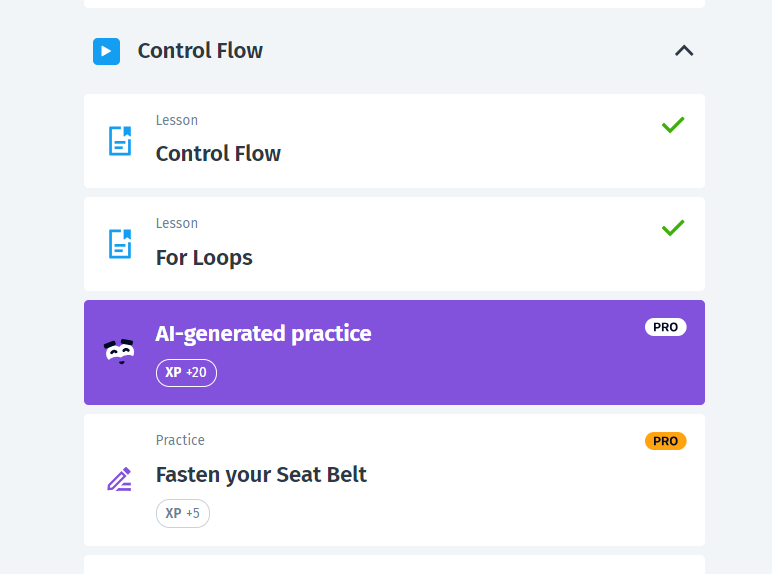 Control Flow
Lesson
Control Flow
Lesson
For Loops
AI-generated practice
PRO
XP +20
Practice
PRO
Fasten your Seat Belt
XP +5